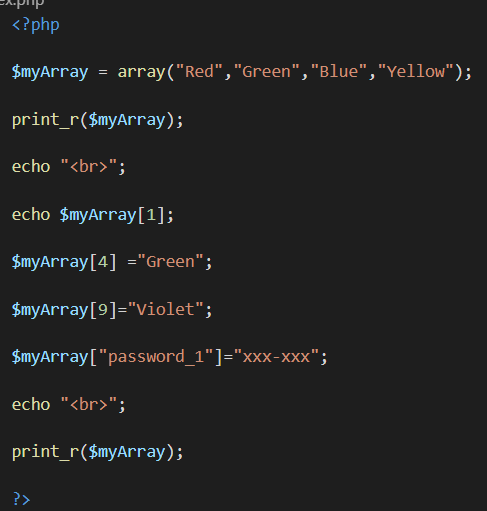 ex.php
<?php
$myArray = array("Red","Green","Blue","Yellow");
print_r($myArray);
echo "<br>";
echo $myArray[1];
$myArray[4] ="Green";
$myArray[9]="Violet";
$myArray["password_1"]="xxx-xxx";
echo "<br>";
print_r($myArray);
?>